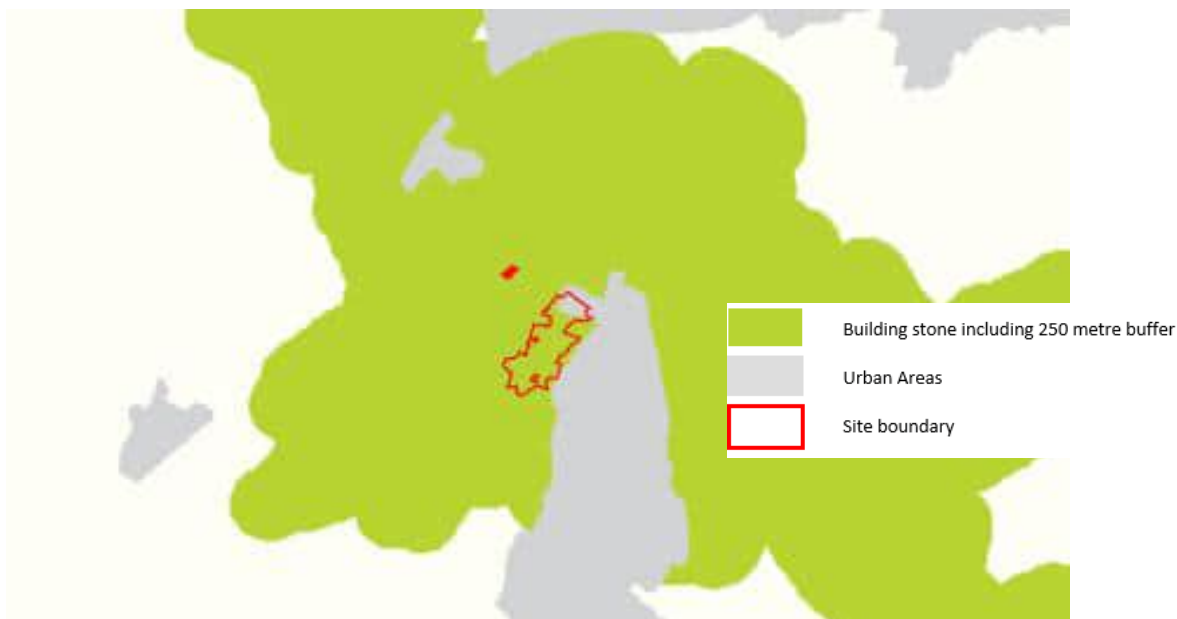 Building stone including 250 metre buffer
Urban Areas
Site boundary